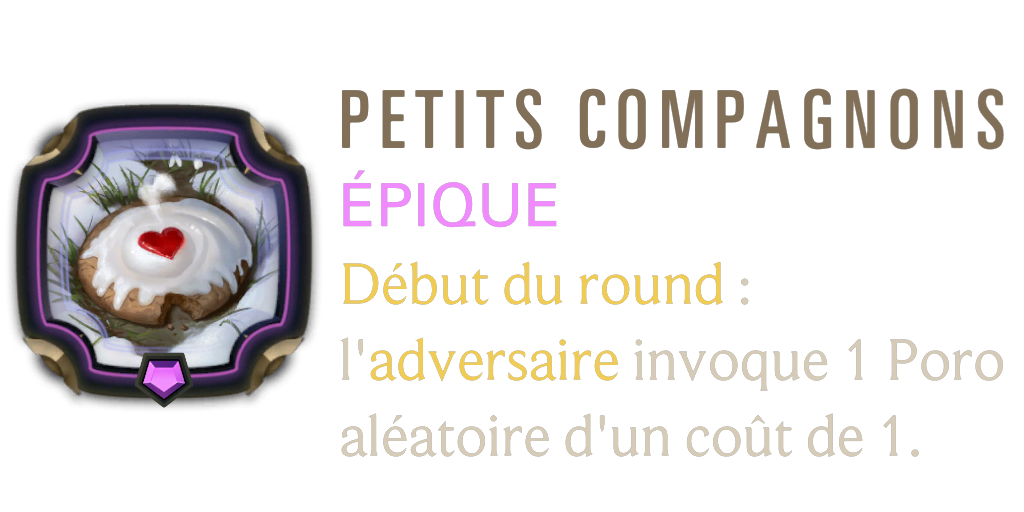 PETITS COMPAGNONS
ÉPIQUE
Début du round :
l'adversaire invoque 1 Poro
aléatoire d'un coût de 1.